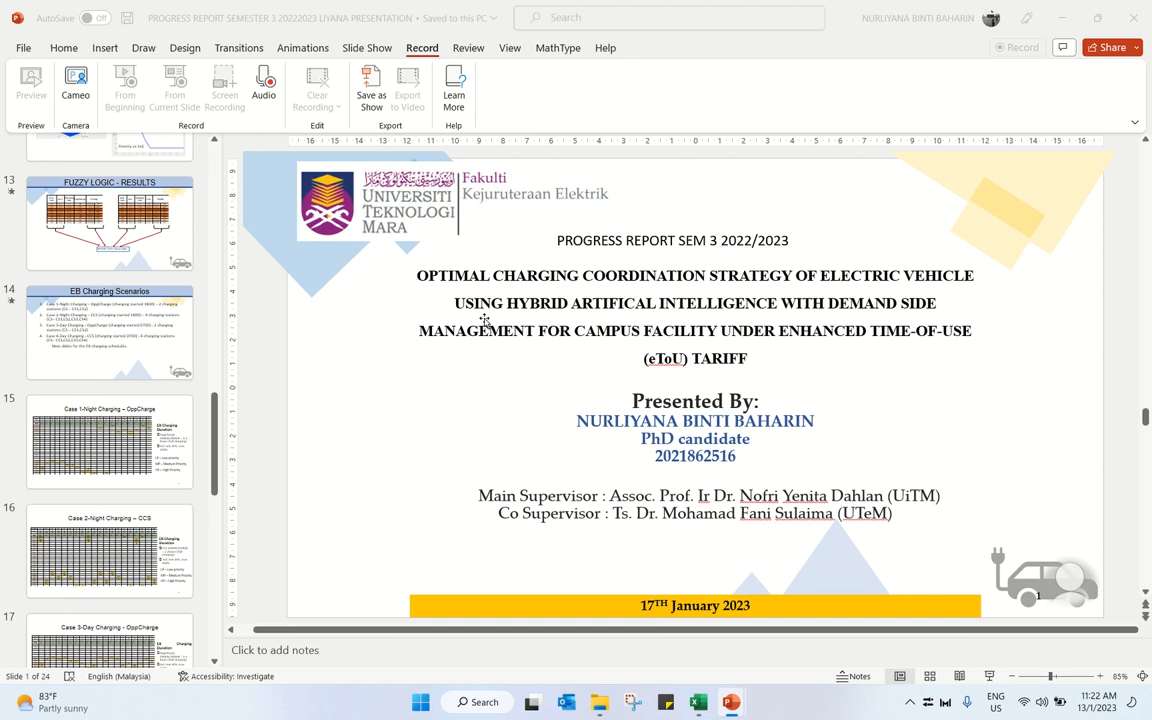 AutoSave Off PROGRESS REPORT SEMESTER 3 20222023 LIYANA PRESENTATION • Saved to this PC Search NURLIYANA BINTI BAHARIN
File Home Insert Draw Design Transitions Animations Slide Show Record Review View MathType Help Record Share
Preview Cameo From Beginning From Current Slide Screen Recording Audio Clear Recording Save as Show Export to Video Learn More
Preview Camera Record Edit Export Help
13
FUZZY LOGIC - RESULTS
14
EB Charging Scenarios
15
Case 1-Night Charging – OppCharge
EB Charging Duration
16
Case 2-Night Charging – CCS
EB Charging Duration
17
Case 3-Day Charging - OppCharge
UNIVERSITI
TEKNOLOGI
MARA
Fakulti
Kejuruteraan Elektrik
PROGRESS REPORT SEM 3 2022/2023
OPTIMAL CHARGING COORDINATION STRATEGY OF ELECTRIC VEHICLE
USING HYBRID ARTIFICAL INTELLIGENCE WITH DEMAND SIDE
MANAGEMENT FOR CAMPUS FACILITY UNDER ENHANCED TIME-OF-USE
(eToU) TARIFF
Presented By:
NURLIYANA BINTI BAHARIN
PhD candidate
2021862516
Main Supervisor : Assoc. Prof. Ir Dr. Nofri Yenita Dahlan (UiTM)
Co Supervisor : Ts. Dr. Mohamad Fani Sulaima (UTeM)
17TH January 2023
1
Click to add notes
Slide 1 of 24 English (Malaysia) Accessibility: Investigate Notes 85%
83°F
Partly sunny
Search
ENG
US
11:22 AM
13/1/2023